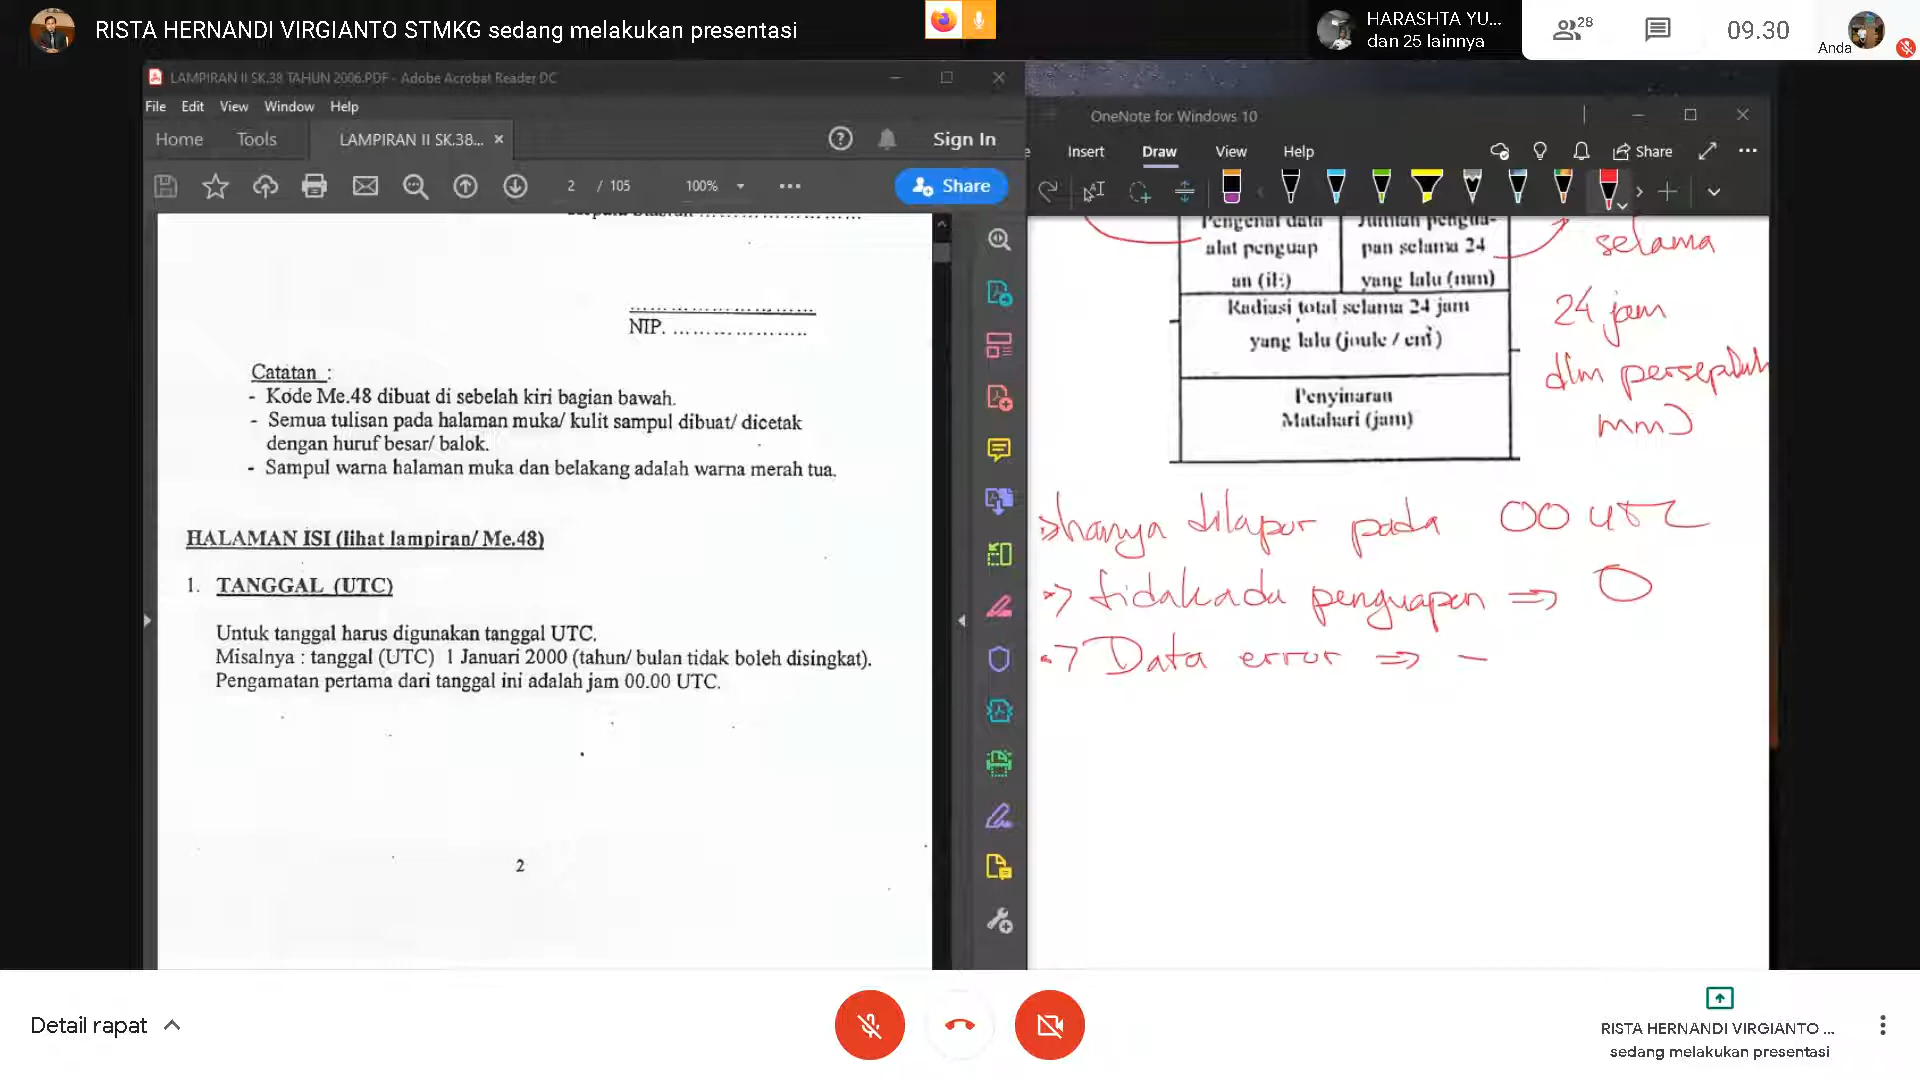 RISTA HERNANDI VIRGIANTO STMKG sedang melakukan presentasi
HARASHTA YU...
dan 25 lainnya
28
09.30
Anda
LAMPIRAN II SK.38 TAHUN 2006.PDF - Adobe Acrobat Reader DC
File Edit View Window Help
Home Tools LAMPIRAN II SK.38... × Sign In
2 / 105 100% Share
NIP. ....................
Catatan :
- Kode Me.48 dibuat di sebelah kiri bagian bawah.
- Semua tulisan pada halaman muka/ kulit sampul dibuat/ dicetak
dengan huruf besar/ balok.
- Sampul warna halaman muka dan belakang adalah warna merah tua.
HALAMAN ISI (lihat lampiran/ Me.48)
1. TANGGAL (UTC)
Untuk tanggal harus digunakan tanggal UTC.
Misalnya : tanggal (UTC) 1 Januari 2000 (tahun/ bulan tidak boleh disingkat).
Pengamatan pertama dari tanggal ini adalah jam 00.00 UTC.
2
OneNote for Windows 10
Insert Draw View Help Share
Pengenal data
alat penguap
an
Jumlah pengua-
pan selama 24
yang lalu (mm)
Radiasi total selama 24 jam
yang lalu (joule / cm²)
Penyinaran
Matahari (jam)
selama
24 jam
dlm persepuluh
mm)
hanya dilapor pada 00 UTC
tidak ada penguapan => 0
Data error => -
Detail rapat
RISTA HERNANDI VIRGIANTO ...
sedang melakukan presentasi